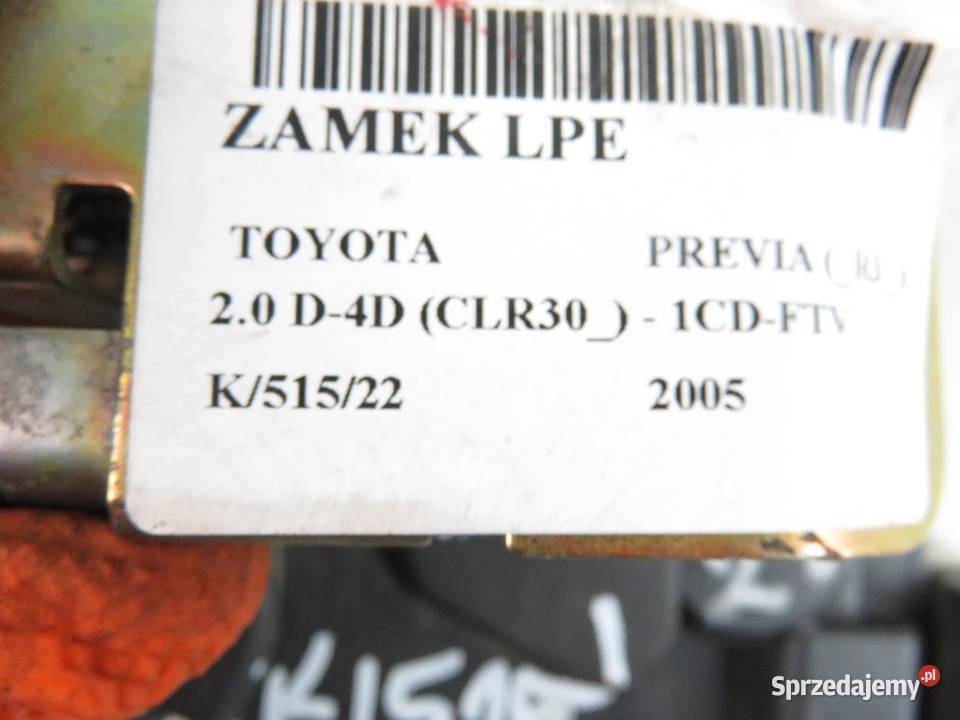 ZAMEK LPE
TOYOTA PREVIA
2.0 D-4D (CLR30_) - 1CD-FTV
K/515/22 2005
Sprzedajemy.pl